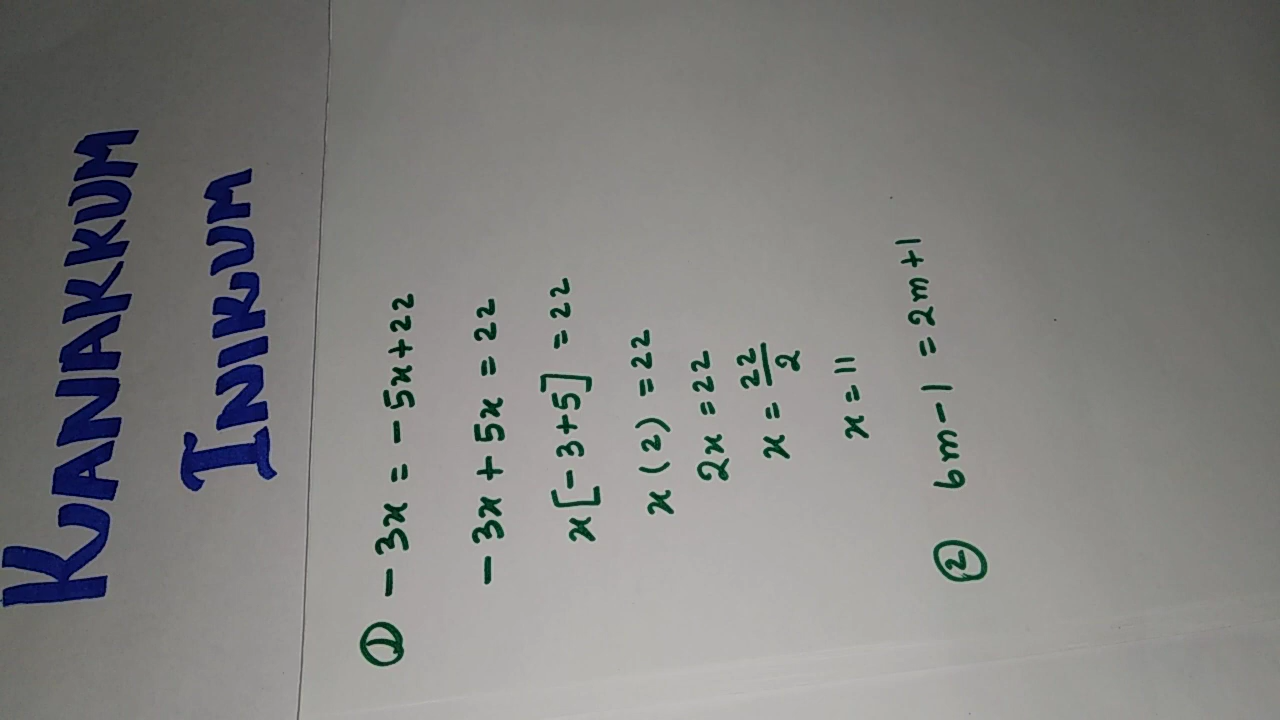 KANAKKUM
INIKUM
① -3x = -5x+22
-3x + 5x = 22
x[-3+5] = 22
x (2) = 22
2x = 22
x = 22/2
x = 11
② 6m-1 = 2m+1